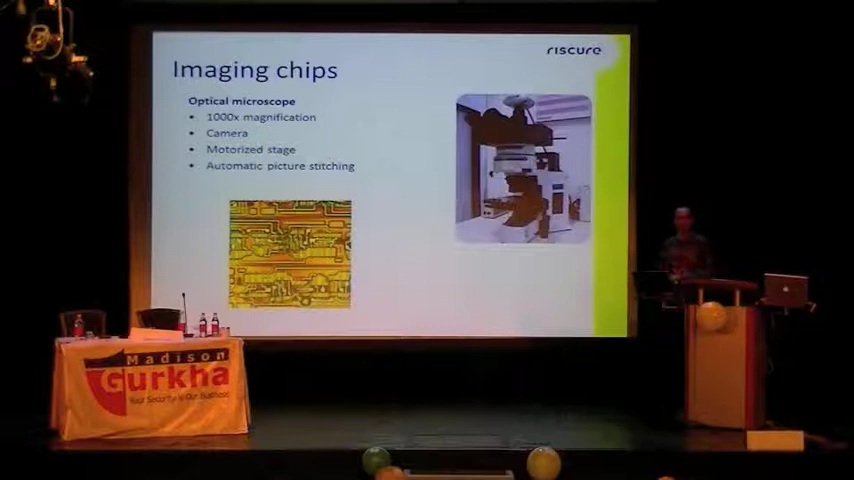 riscure
Imaging chips
Optical microscope
• 1000x magnification
• Camera
• Motorized stage
• Automatic picture stitching
Madison
Gurkha
Your Security is Our Business